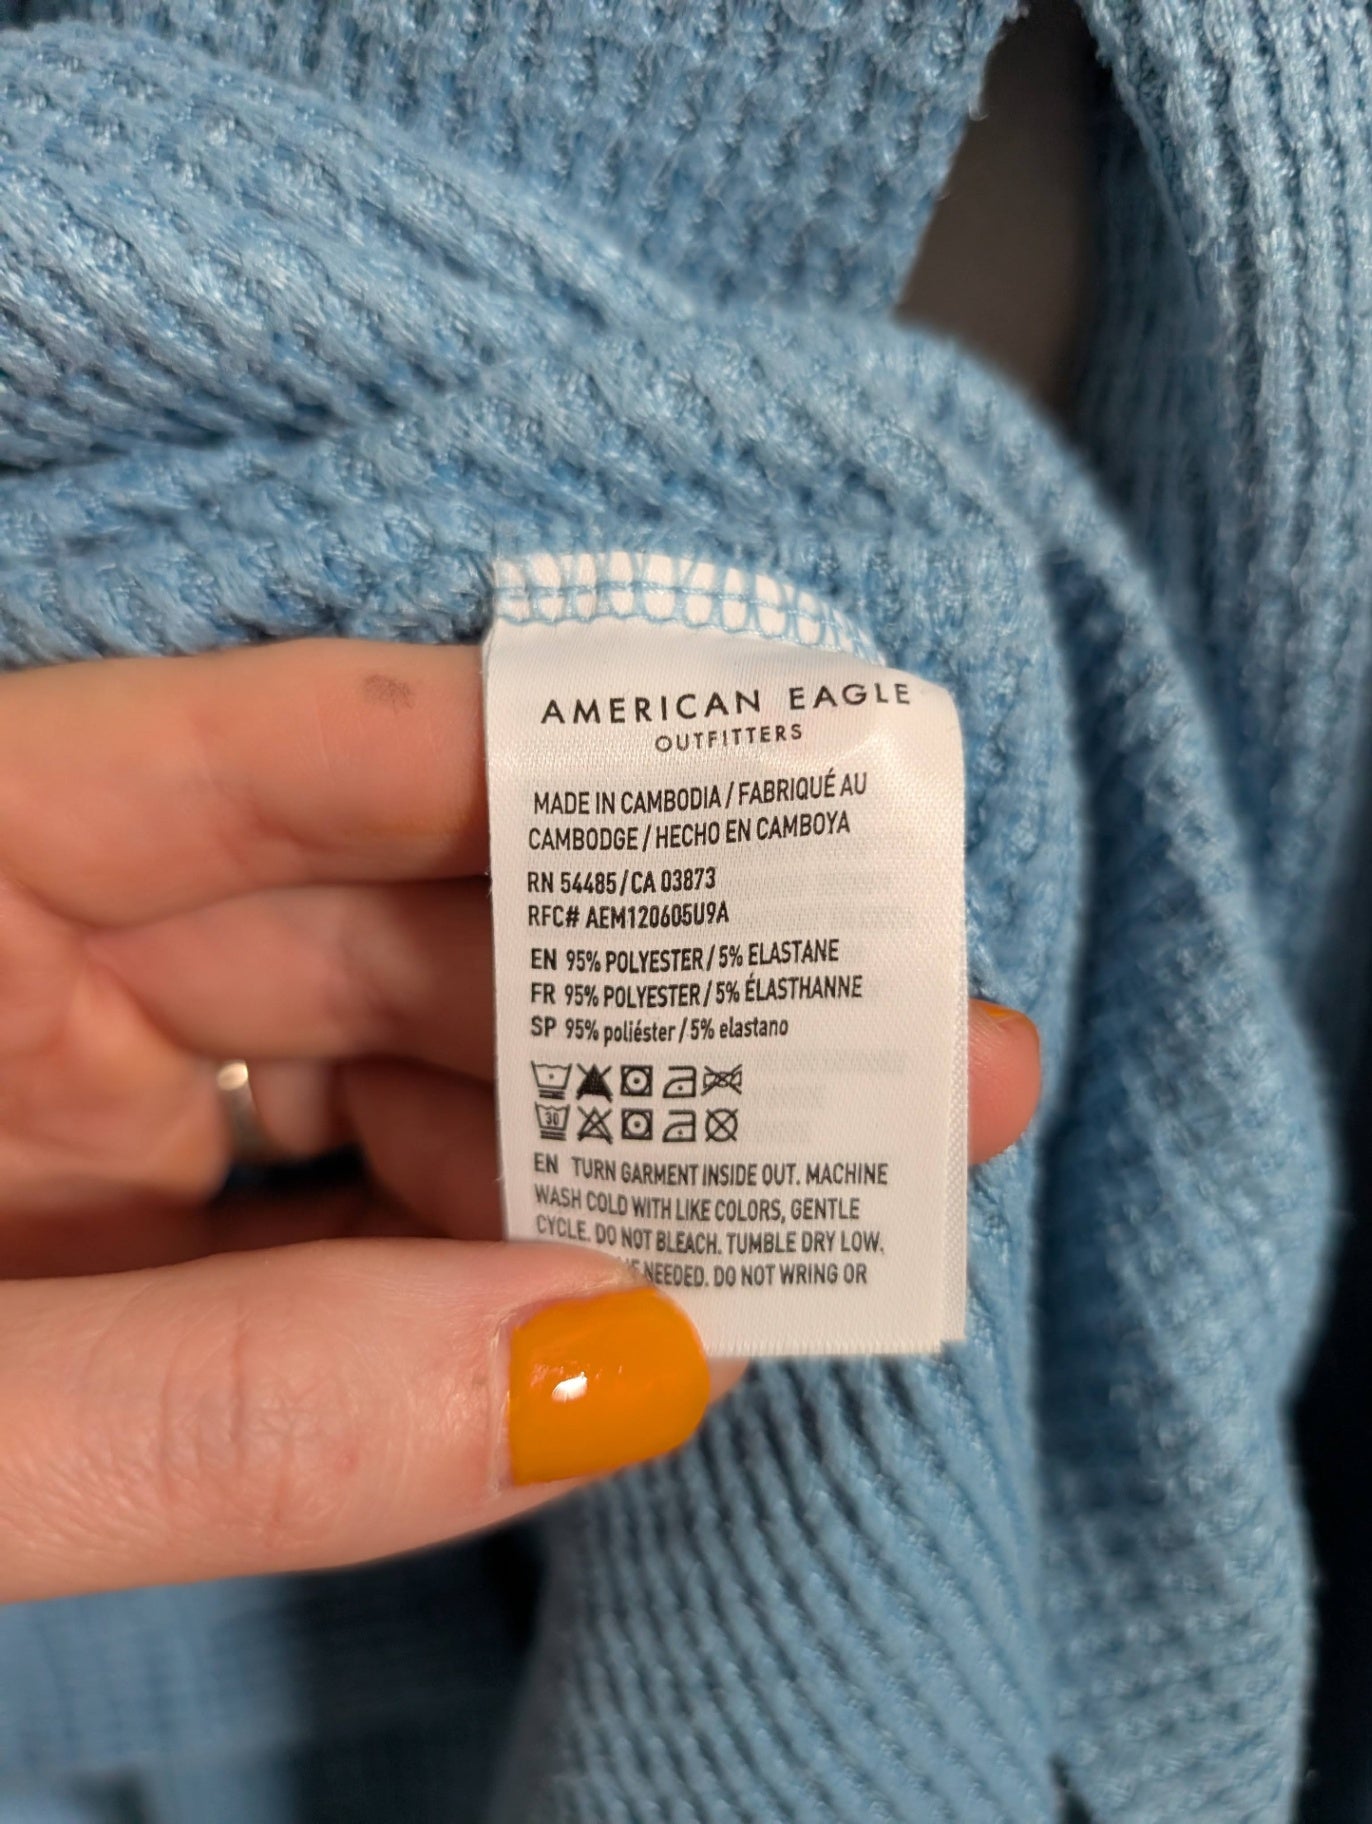 AMERICAN EAGLE
OUTFITTERS
MADE IN CAMBODIA / FABRIQUÉ AU
CAMBODGE / HECHO EN CAMBOYA
RN 54485 / CA 03873
RFC# AEM120605U9A
EN 95% POLYESTER / 5% ELASTANE
FR 95% POLYESTER / 5% ÉLASTHANNE
SP 95% poliéster / 5% elastano
30
EN TURN GARMENT INSIDE OUT. MACHINE
WASH COLD WITH LIKE COLORS, GENTLE
CYCLE. DO NOT BLEACH. TUMBLE DRY LOW.
NEEDED. DO NOT WRING OR